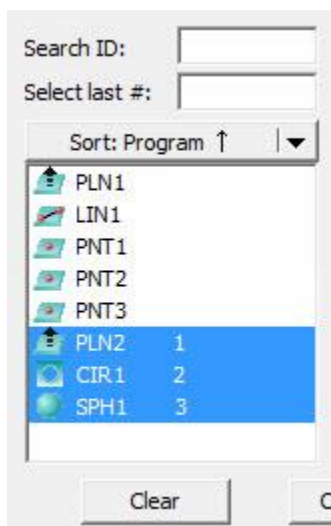 Search ID:
Select last #:
Sort: Program ↑
PLN1
LIN1
PNT1
PNT2
PNT3
PLN2 1
CIR1 2
SPH1 3
Clear